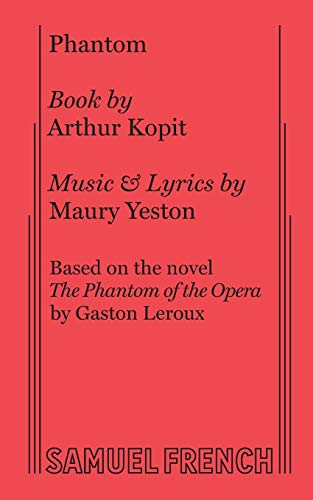 Phantom
Book by
Arthur Kopit
Music & Lyrics by
Maury Yeston
Based on the novel
The Phantom of the Opera
by Gaston Leroux
SAMUEL FRENCH